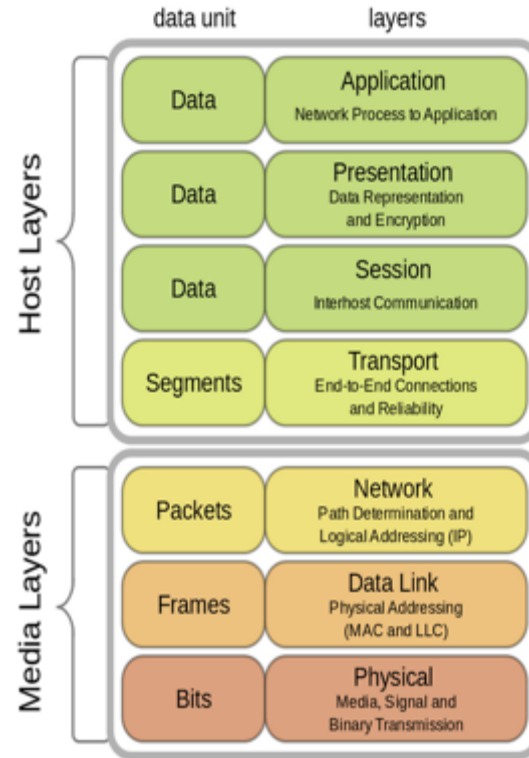 data unit layers
Host Layers
Data
Application
Network Process to Application
Data
Presentation
Data Representation
and Encryption
Data
Session
Interhost Communication
Segments
Transport
End-to-End Connections
and Reliability
Media Layers
Packets
Network
Path Determination and
Logical Addressing (IP)
Frames
Data Link
Physical Addressing
(MAC and LLC)
Bits
Physical
Media, Signal and
Binary Transmission